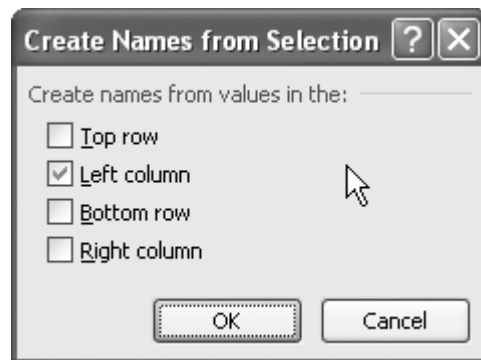 Create Names from Selection
Create names from values in the:
Top row
Left column
Bottom row
Right column
OK Cancel